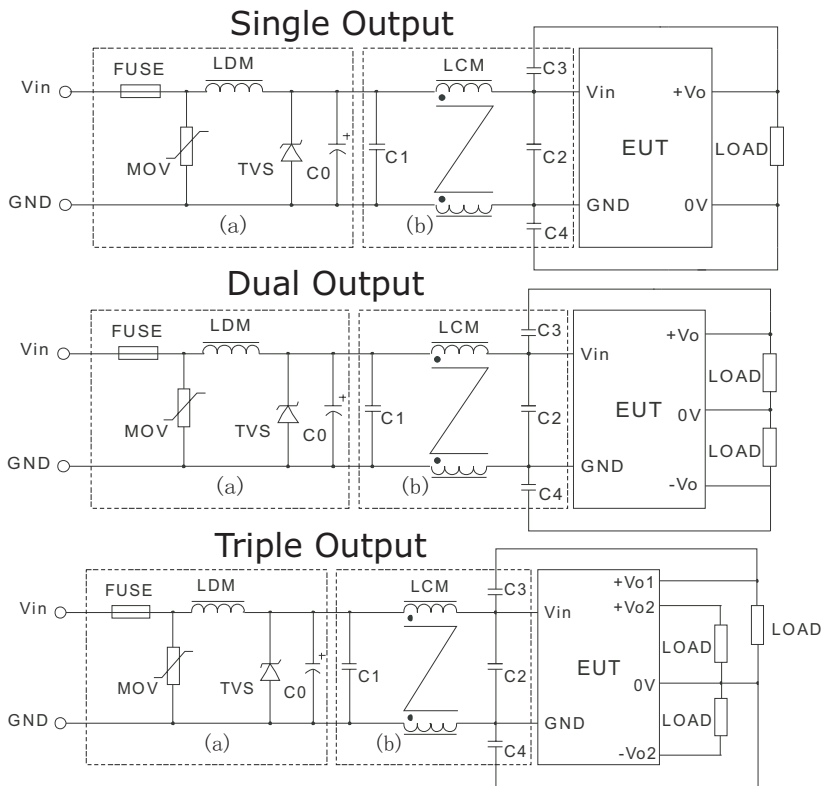 Single Output
FUSE
LDM
LCM
C3
Vin
Vin
+Vo
MOV
TVS
C0
+
C1
C2
EUT
LOAD
GND
(a)
(b)
GND
0V
C4
Dual Output
FUSE
LDM
LCM
C3
Vin
Vin
+Vo
LOAD
MOV
TVS
C0
+
C1
C2
EUT
0V
LOAD
GND
(a)
(b)
GND
C4
-Vo
Triple Output
FUSE
LDM
LCM
C3
+Vo1
Vin
Vin
+Vo2
LOAD
LOAD
MOV
TVS
C0
+
C1
C2
EUT
0V
LOAD
GND
(a)
(b)
GND
C4
-Vo2